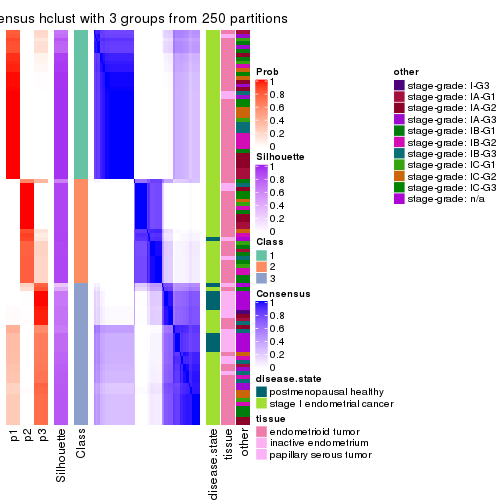 ensus hclust with 3 groups from 250 partitions
Prob
1
0.8
0.6
0.4
0.2
0
Silhouette
1
0.8
0.6
0.4
0.2
0
Class
1
2
3
Consensus
1
0.8
0.6
0.4
0.2
0
disease.state
postmenopausal healthy
stage I endometrial cancer
tissue
endometrioid tumor
inactive endometrium
papillary serous tumor
other
stage-grade: I-G3
stage-grade: IA-G1
stage-grade: IA-G2
stage-grade: IA-G3
stage-grade: IB-G1
stage-grade: IB-G2
stage-grade: IB-G3
stage-grade: IC-G1
stage-grade: IC-G2
stage-grade: IC-G3
stage-grade: n/a
p1
p2
p3
Silhouette
Class
disease.state
tissue
other